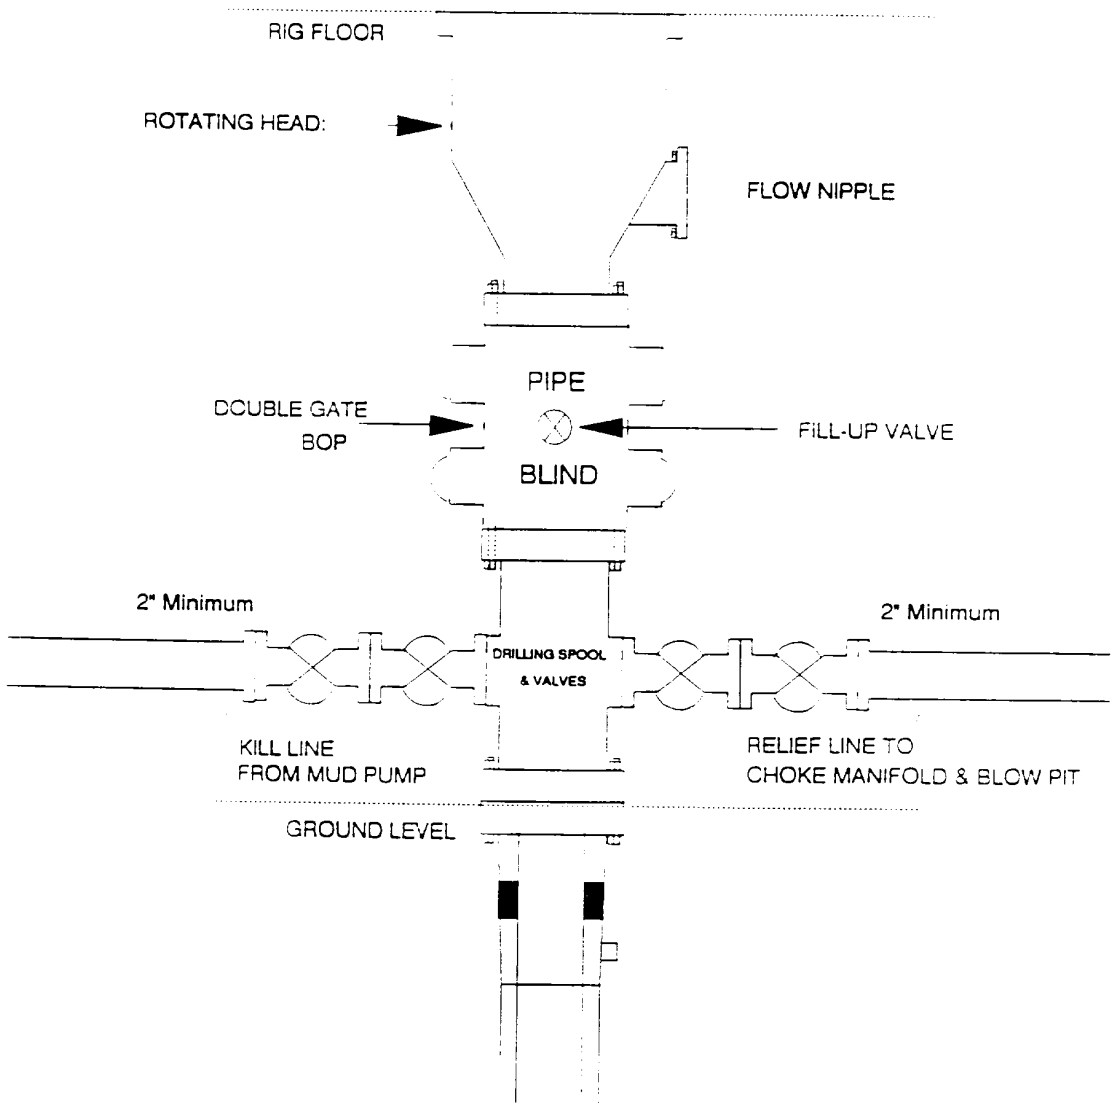 RIG FLOOR
ROTATING HEAD:
FLOW NIPPLE
PIPE
DOUBLE GATE
BOP
FILL-UP VALVE
BLIND
2" Minimum
2" Minimum
DRILLING SPOOL
& VALVES
KILL LINE
FROM MUD PUMP
RELIEF LINE TO
CHOKE MANIFOLD & BLOW PIT
GROUND LEVEL